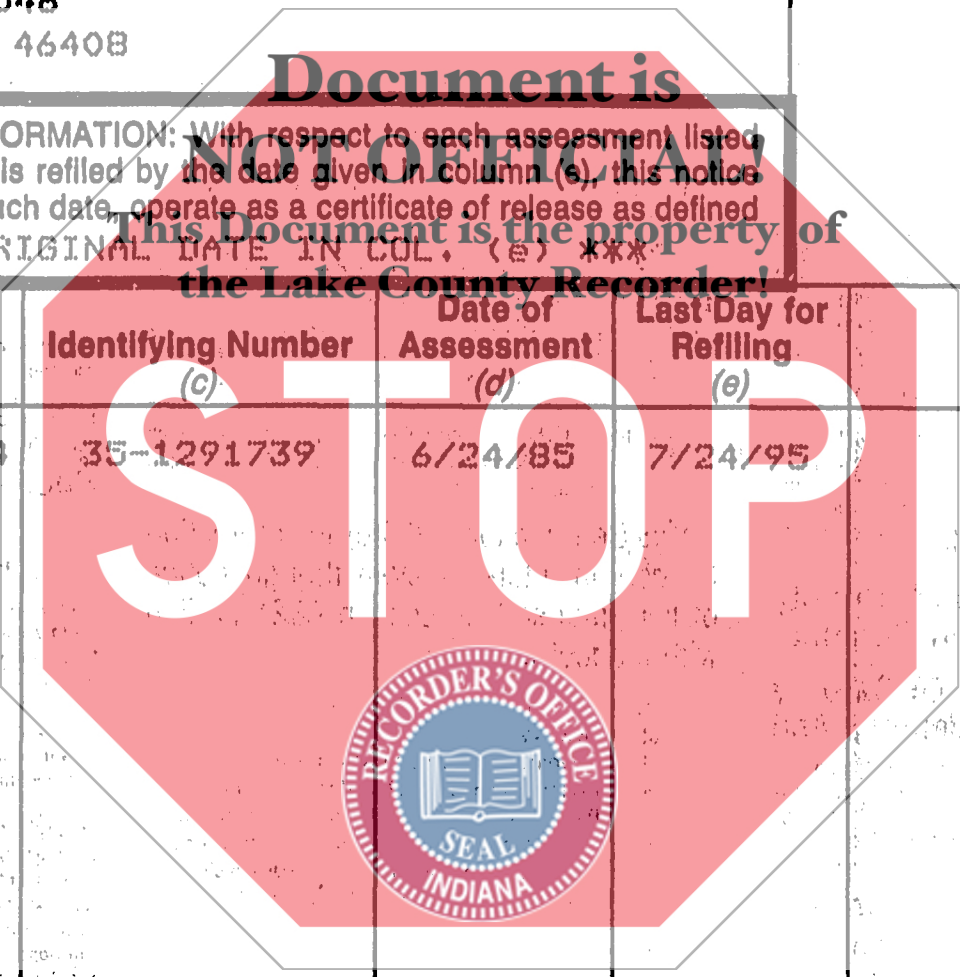 46408
Document is
ORMATION: With respect to each assessment listed
NOT OFFICIAL!
is refiled by the date given in column (e), this notice
uch date, operate as a certificate of release as defined
This Document is the property of
RIGINAL DATE IN COL. (e) ***
the Lake County Recorder!
Identifying Number
(c)
Date of
Assessment
(d)
Last Day for
Refiling
(e)
35-1291739 6/24/85 7/24/95
STOP
RECORDER'S OFFICE
SEAL
INDIANA